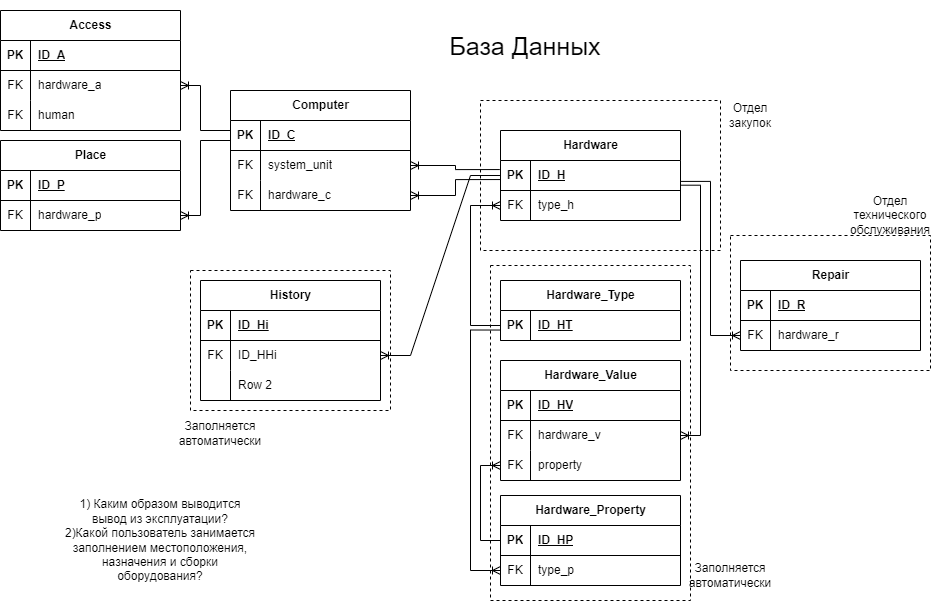 База Данных
Access
PK ID_A
FK hardware_a
FK human
Place
PK ID_P
FK hardware_p
Computer
PK ID_C
FK system_unit
FK hardware_c
Отдел
закупок
Hardware
PK ID_H
FK type_h
Отдел
технического
обслуживания
Repair
PK ID_R
FK hardware_r
History
PK ID_Hi
FK ID_HHi
Row 2
Заполняется
автоматически
Hardware_Type
PK ID_HT
Hardware_Value
PK ID_HV
FK hardware_v
FK property
Hardware_Property
PK ID_HP
FK type_p
Заполняется
автоматически
1) Каким образом выводится
вывод из эксплуатации?
2)Какой пользователь занимается
заполнением местоположения,
назначения и сборки
оборудования?